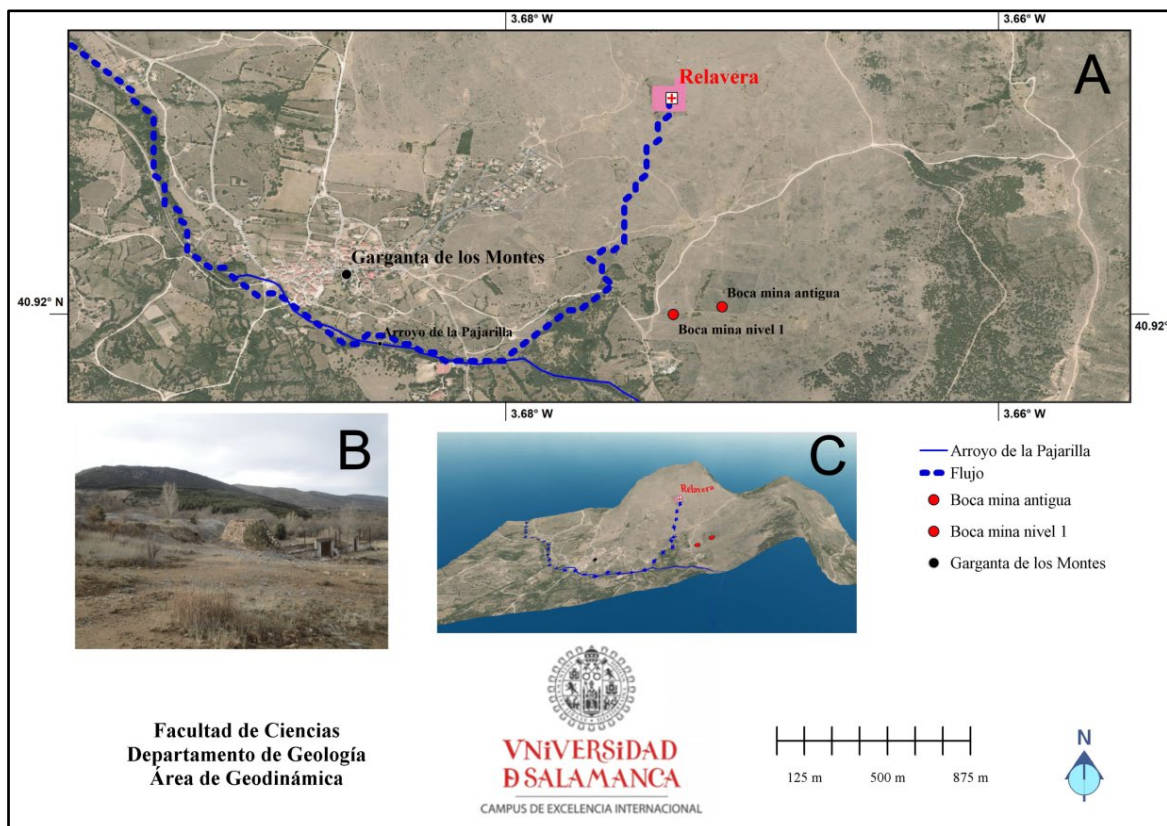 3.68° W
3.66° W
A
Relavera
Garganta de los Montes
Boca mina antigua
40.92° N
40.92°
Boca mina nivel 1
Arroyo de la Pajarilla
3.68° W
3.66° W
B
C
Relavera
Arroyo de la Pajarilla
Flujo
Boca mina antigua
Boca mina nivel 1
Garganta de los Montes
Facultad de Ciencias
Departamento de Geología
Área de Geodinámica
VNiVERSiDAD
D SALAMANCA
CAMPUS DE EXCELENCIA INTERNACIONAL
125 m
500 m
875 m
N